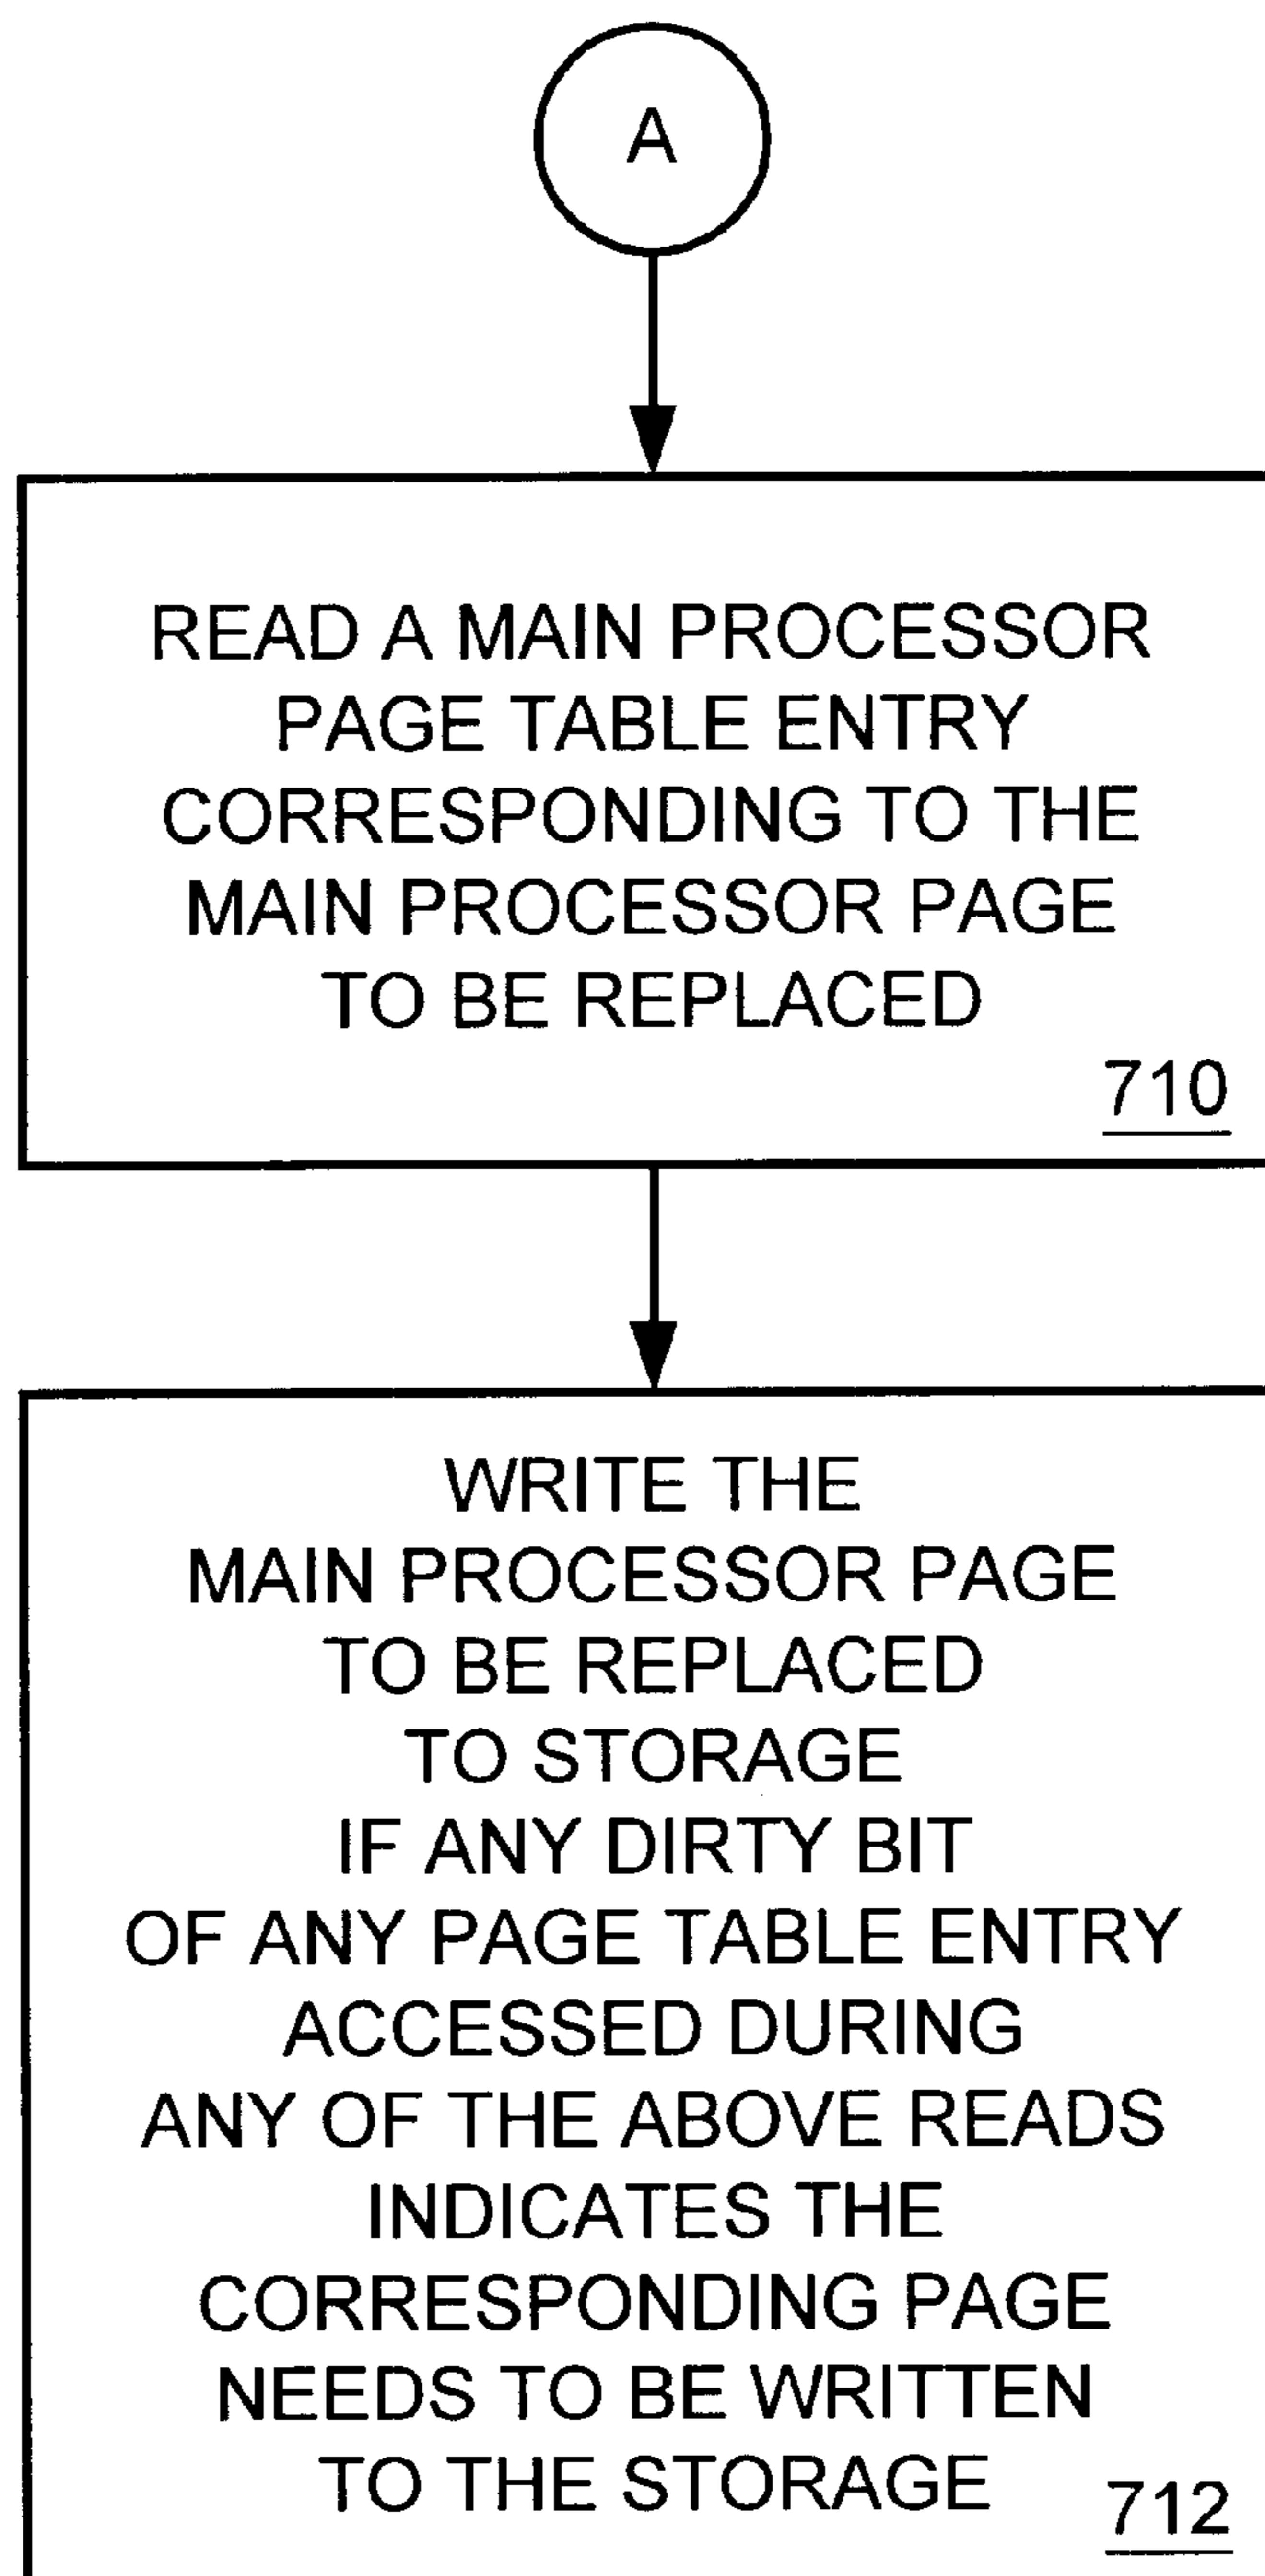 A
READ A MAIN PROCESSOR
PAGE TABLE ENTRY
CORRESPONDING TO THE
MAIN PROCESSOR PAGE
TO BE REPLACED
710
WRITE THE
MAIN PROCESSOR PAGE
TO BE REPLACED
TO STORAGE
IF ANY DIRTY BIT
OF ANY PAGE TABLE ENTRY
ACCESSED DURING
ANY OF THE ABOVE READS
INDICATES THE
CORRESPONDING PAGE
NEEDS TO BE WRITTEN
TO THE STORAGE
712